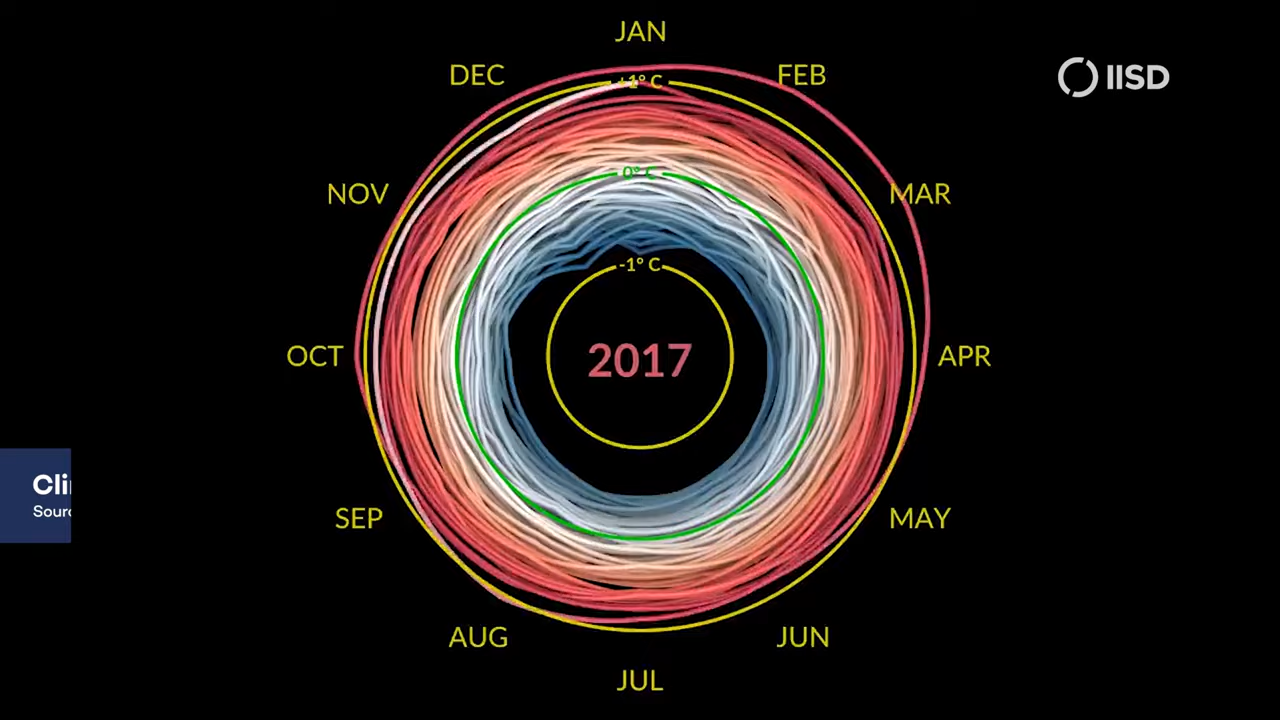 JAN
DEC
FEB
+1° C
IISD
NOV
MAR
0° C
-1° C
2017
OCT
APR
SEP
MAY
AUG
JUN
JUL